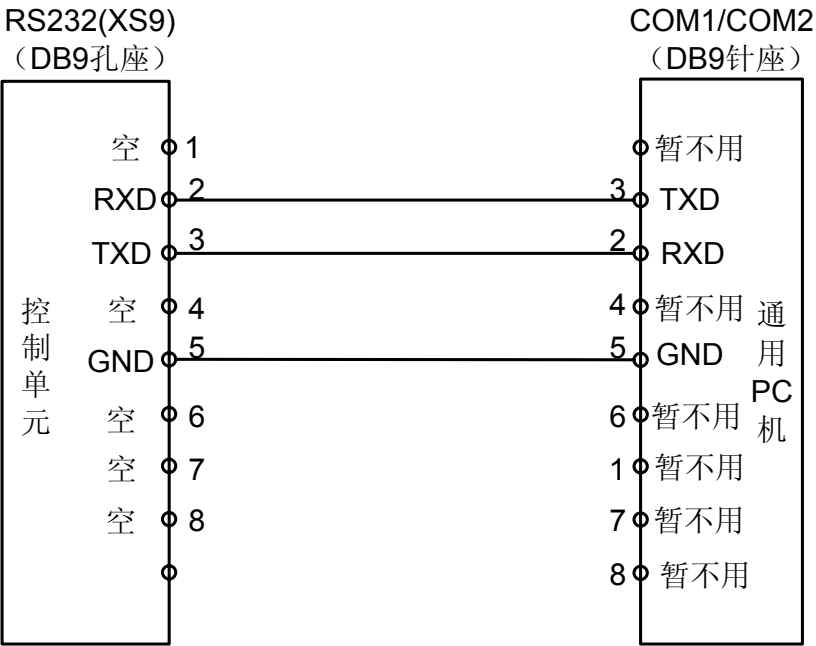 RS232(XS9)
（DB9孔座）
COM1/COM2
（DB9针座）
空 1
暂不用
RXD 2
3 TXD
TXD 3
2 RXD
空 4
4 暂不用
GND 5
5 GND
空 6
6 暂不用
空 7
1 暂不用
空 8
7 暂不用
8 暂不用
控
制
单
元
通
用
PC
机